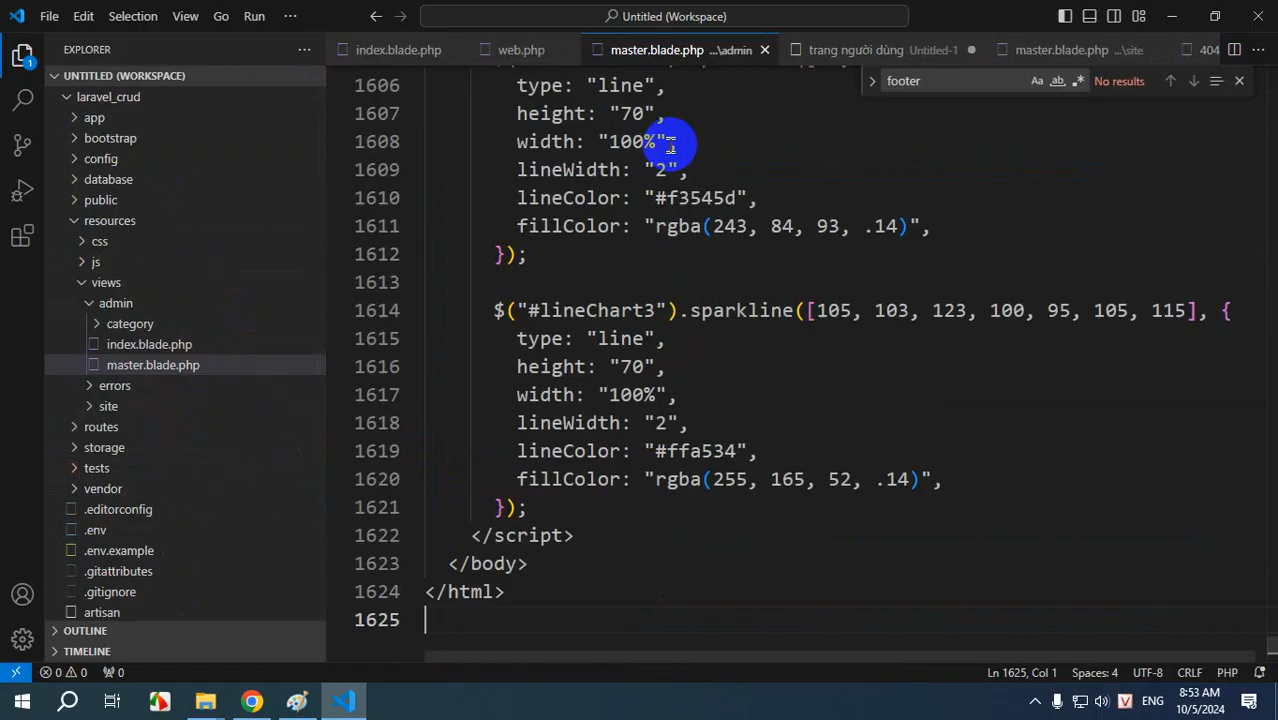 File Edit Selection View Go Run ··· Untitled (Workspace)
EXPLORER ···
index.blade.php web.php master.blade.php ...\admin trang người dùng Untitled-1 master.blade.php ...\site 404 ···
footer Aa ab No results
UNTITLED (WORKSPACE)
laravel_crud
app
bootstrap
config
database
public
resources
css
js
views
admin
category
index.blade.php
master.blade.php
errors
site
routes
storage
tests
vendor
.editorconfig
.env
.env.example
.gitattributes
.gitignore
artisan
OUTLINE
TIMELINE
1606 type: "line",
1607 height: "70",
1608 width: "100%",
1609 lineWidth: "2",
1610 lineColor: "#f3545d",
1611 fillColor: "rgba(243, 84, 93, .14)",
1612 });
1613
1614 $("#lineChart3").sparkline([105, 103, 123, 100, 95, 105, 115], {
1615 type: "line",
1616 height: "70",
1617 width: "100%",
1618 lineWidth: "2",
1619 lineColor: "#ffa534",
1620 fillColor: "rgba(255, 165, 52, .14)",
1621 });
1622 </script>
1623 </body>
1624 </html>
1625
0 0 0 Ln 1625, Col 1 Spaces: 4 UTF-8 CRLF PHP
V ENG 8:53 AM
10/5/2024
1